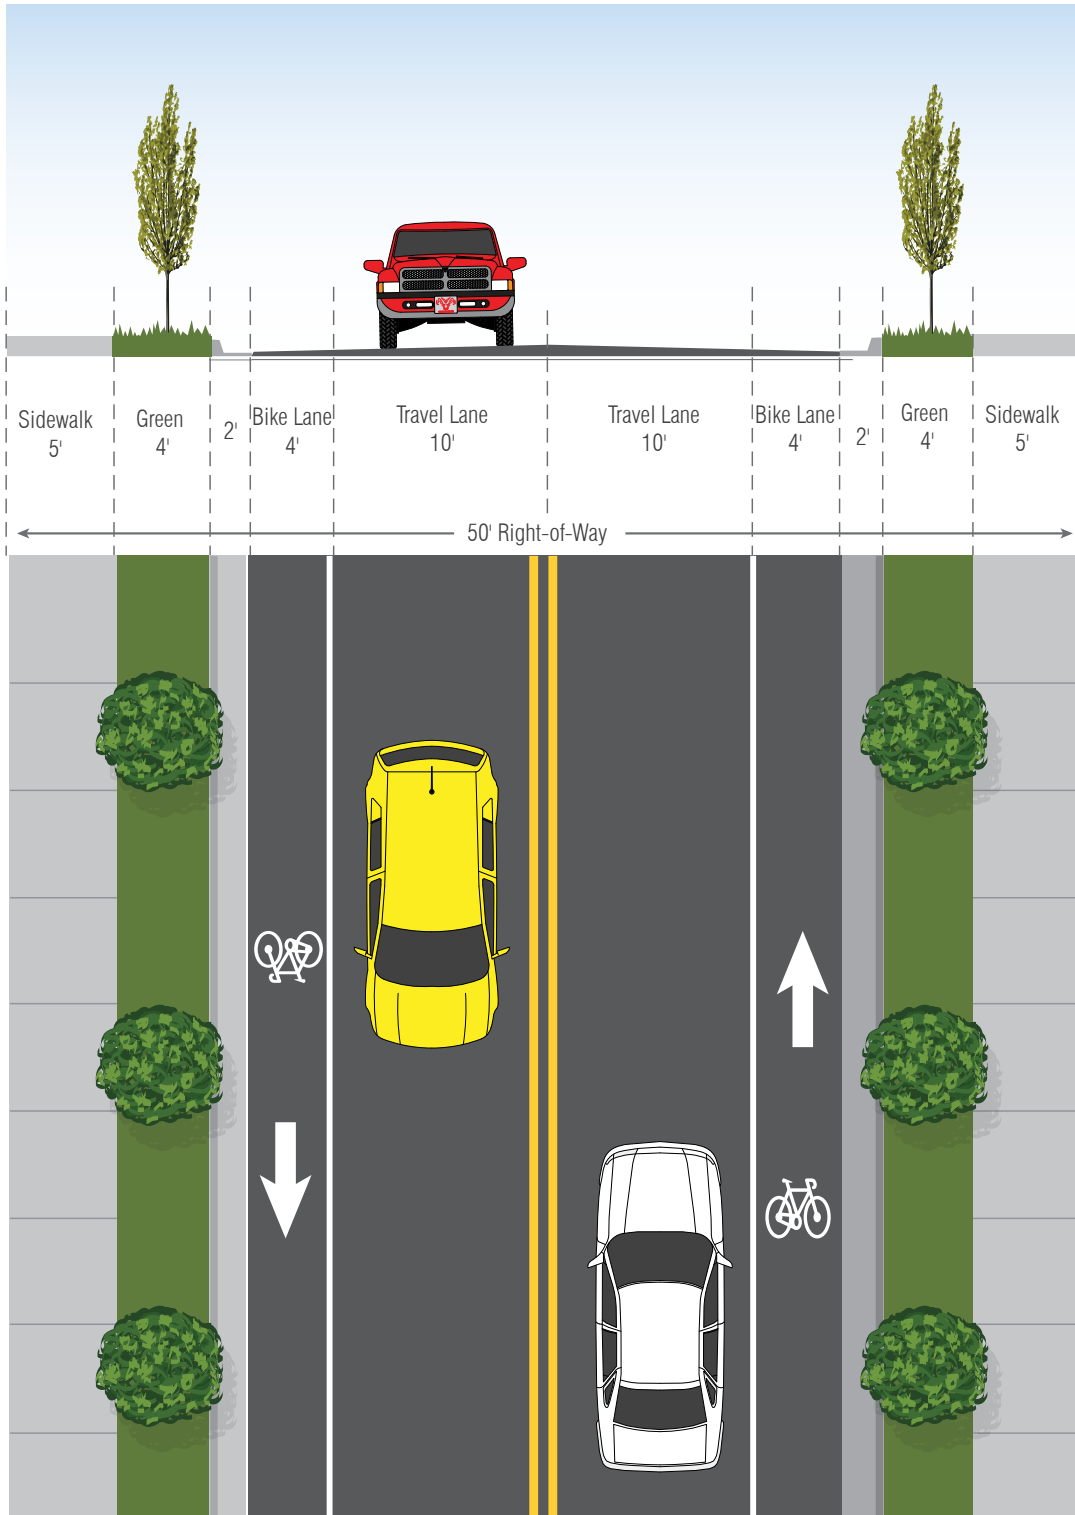 Sidewalk
5'
Green
4'
2'
Bike Lane
4'
Travel Lane
10'
Travel Lane
10'
Bike Lane
4'
2'
Green
4'
Sidewalk
5'
50' Right-of-Way